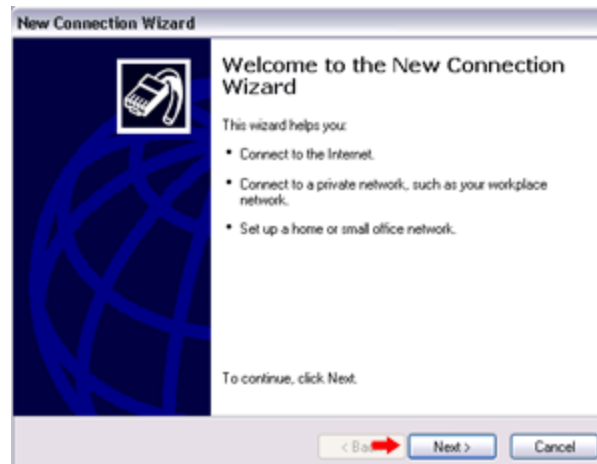 New Connection Wizard
Welcome to the New Connection
Wizard
This wizard helps you:
• Connect to the Internet.
• Connect to a private network, such as your workplace
network.
• Set up a home or small office network.
To continue, click Next.
< Ba
Next >
Cancel